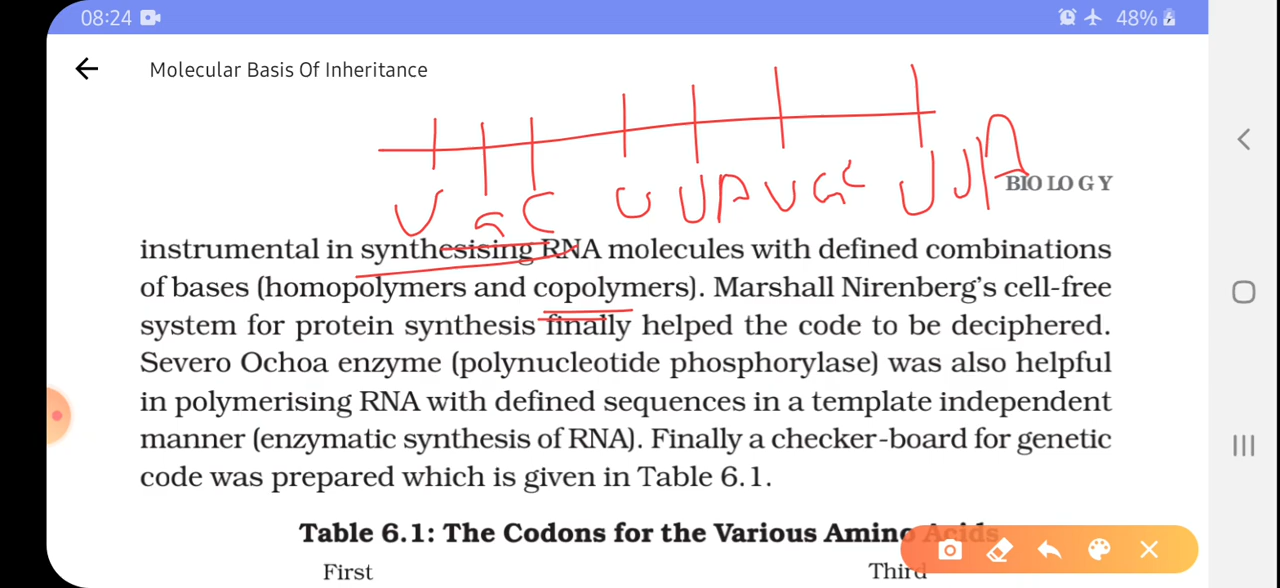 08:24 48%
Molecular Basis Of Inheritance
U G C U U A U G C U U A
BIOLOGY
instrumental in synthesising RNA molecules with defined combinations
of bases (homopolymers and copolymers). Marshall Nirenberg's cell-free
system for protein synthesis finally helped the code to be deciphered.
Severo Ochoa enzyme (polynucleotide phosphorylase) was also helpful
in polymerising RNA with defined sequences in a template independent
manner (enzymatic synthesis of RNA). Finally a checker-board for genetic
code was prepared which is given in Table 6.1.
Table 6.1: The Codons for the Various Amino Acids
First Third